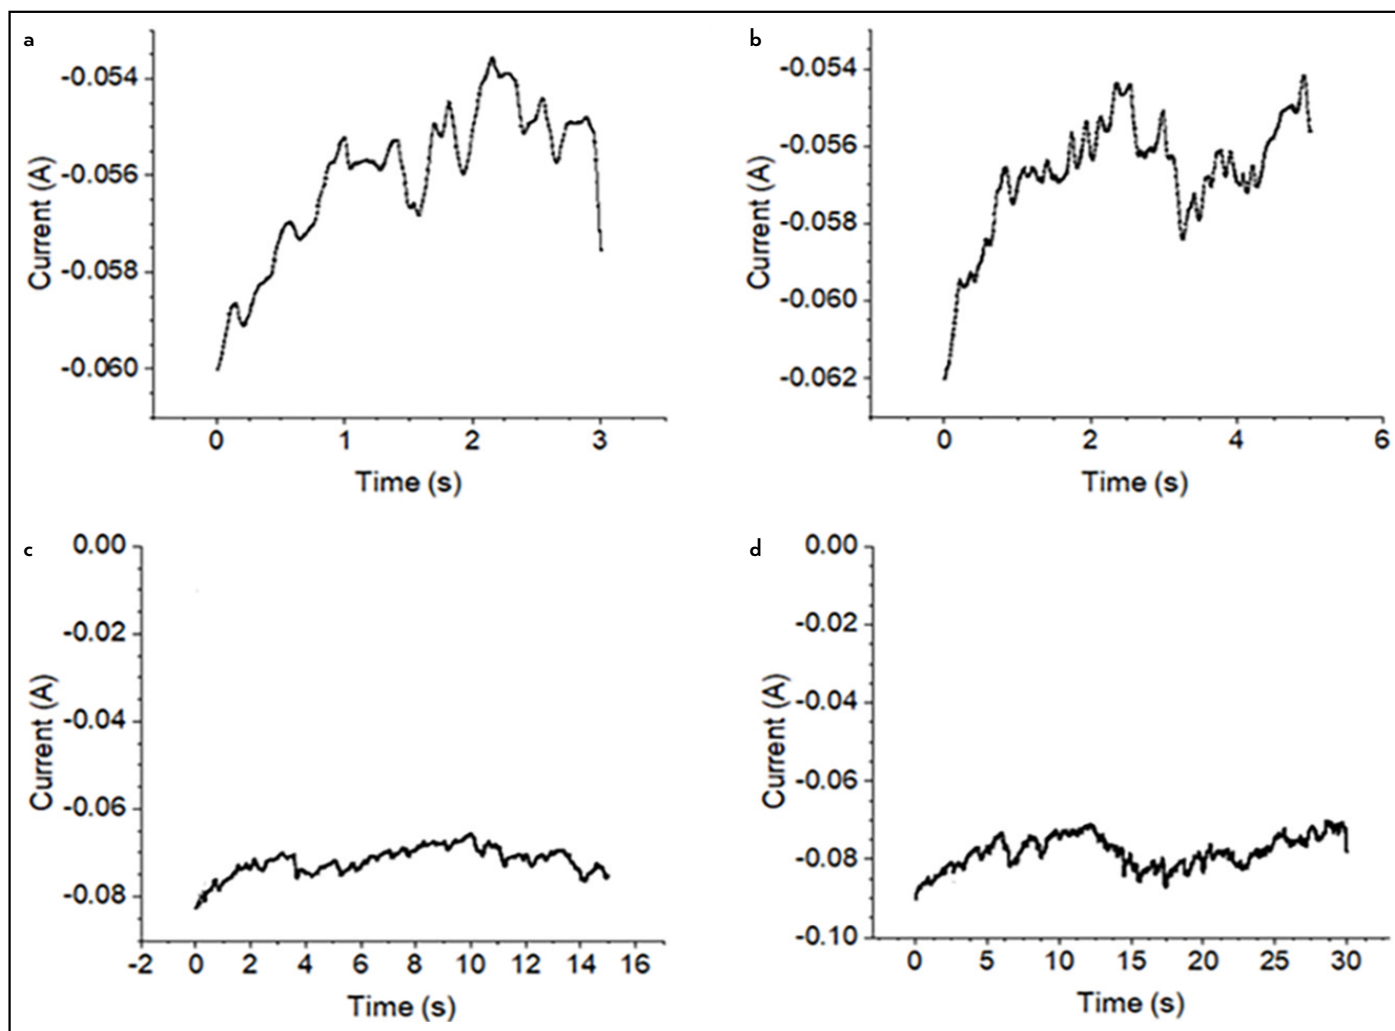 a
-0.054
-0.056
-0.058
-0.060
Current (A)
0 1 2 3
Time (s)
b
-0.054
-0.056
-0.058
-0.060
-0.062
Current (A)
0 2 4 6
Time (s)
c
0.00
-0.02
-0.04
-0.06
-0.08
Current (A)
-2 0 2 4 6 8 10 12 14 16
Time (s)
d
0.00
-0.02
-0.04
-0.06
-0.08
-0.10
Current (A)
0 5 10 15 20 25 30
Time (s)